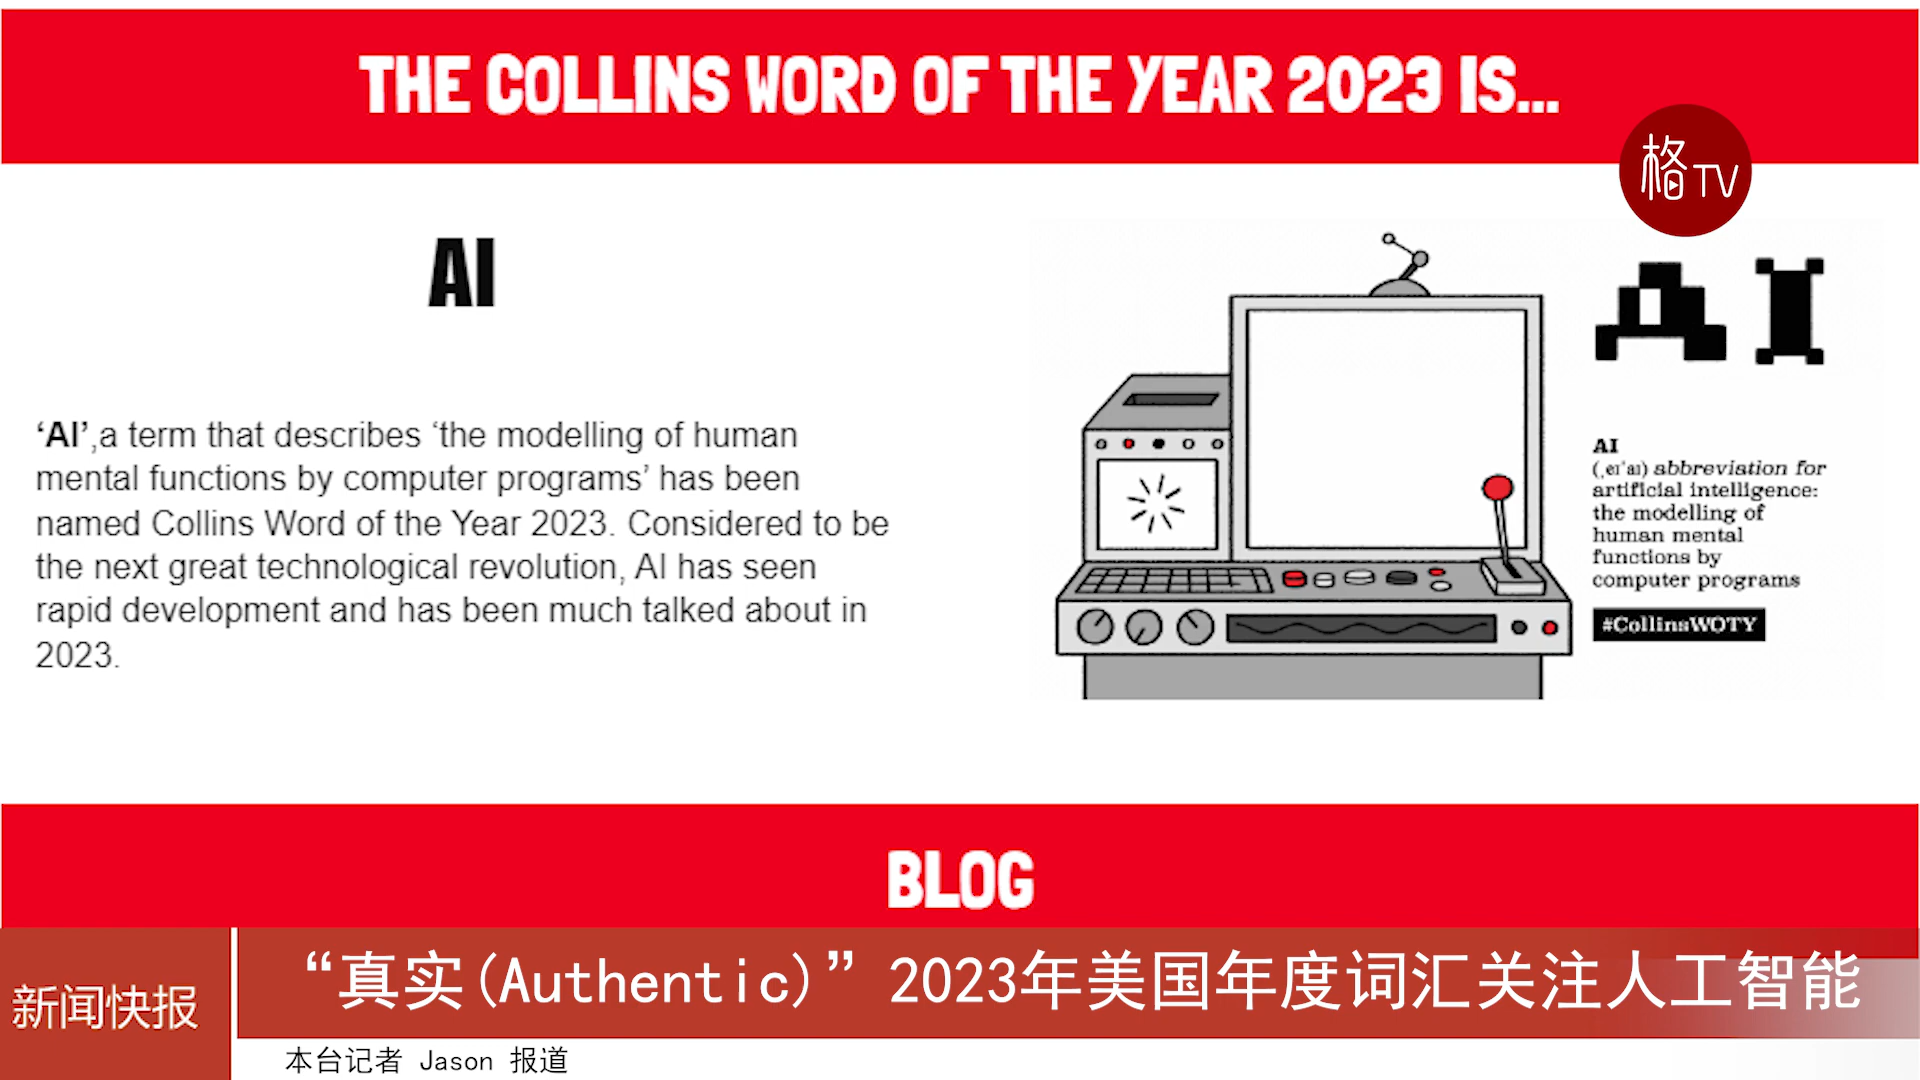 THE COLLINS WORD OF THE YEAR 2023 IS...
格TV
AI
‘AI’,a term that describes ‘the modelling of human
mental functions by computer programs’ has been
named Collins Word of the Year 2023. Considered to be
the next great technological revolution, AI has seen
rapid development and has been much talked about in
2023.
AI
AI
(ˌeɪˈaɪ) abbreviation for
artificial intelligence:
the modelling of
human mental
functions by
computer programs
#CollinsWOTY
BLOG
新闻快报
“真实(Authentic)”2023年美国年度词汇关注人工智能
本台记者 Jason 报道